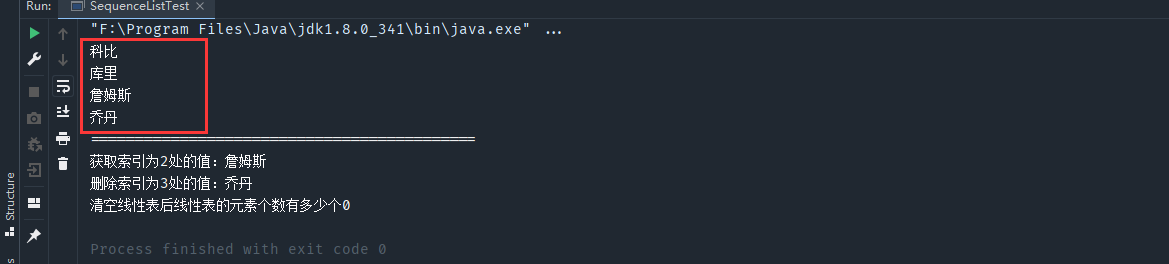 Run: SequenceListTest ×
"F:\Program Files\Java\jdk1.8.0_341\bin\java.exe" ...
科比
库里
詹姆斯
乔丹
=============================================
获取索引为2处的值：詹姆斯
删除索引为3处的值：乔丹
清空线性表后线性表的元素个数有多少个0
Process finished with exit code 0
Structure